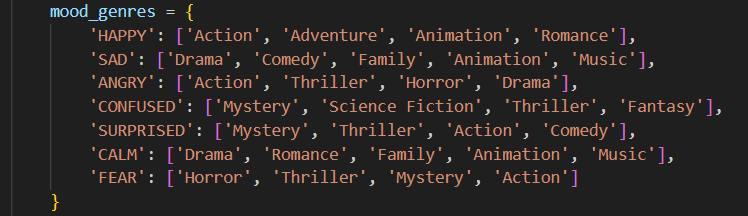 mood_genres = {
    'HAPPY': ['Action', 'Adventure', 'Animation', 'Romance'],
    'SAD': ['Drama', 'Comedy', 'Family', 'Animation', 'Music'],
    'ANGRY': ['Action', 'Thriller', 'Horror', 'Drama'],
    'CONFUSED': ['Mystery', 'Science Fiction', 'Thriller', 'Fantasy'],
    'SURPRISED': ['Mystery', 'Thriller', 'Action', 'Comedy'],
    'CALM': ['Drama', 'Romance', 'Family', 'Animation', 'Music'],
    'FEAR': ['Horror', 'Thriller', 'Mystery', 'Action']
}